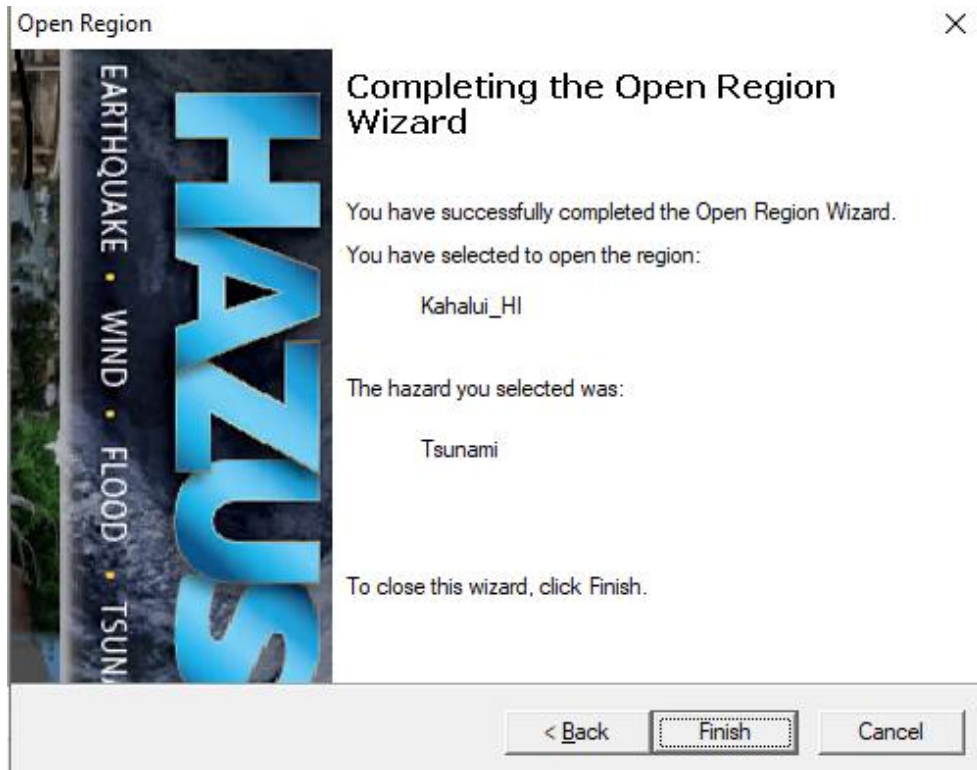 Open Region
EARTHQUAKE • WIND • FLOOD • TSUN
HAZUS
Completing the Open Region
Wizard
You have successfully completed the Open Region Wizard.
You have selected to open the region:
Kahalui_HI
The hazard you selected was:
Tsunami
To close this wizard, click Finish.
< Back
Finish
Cancel